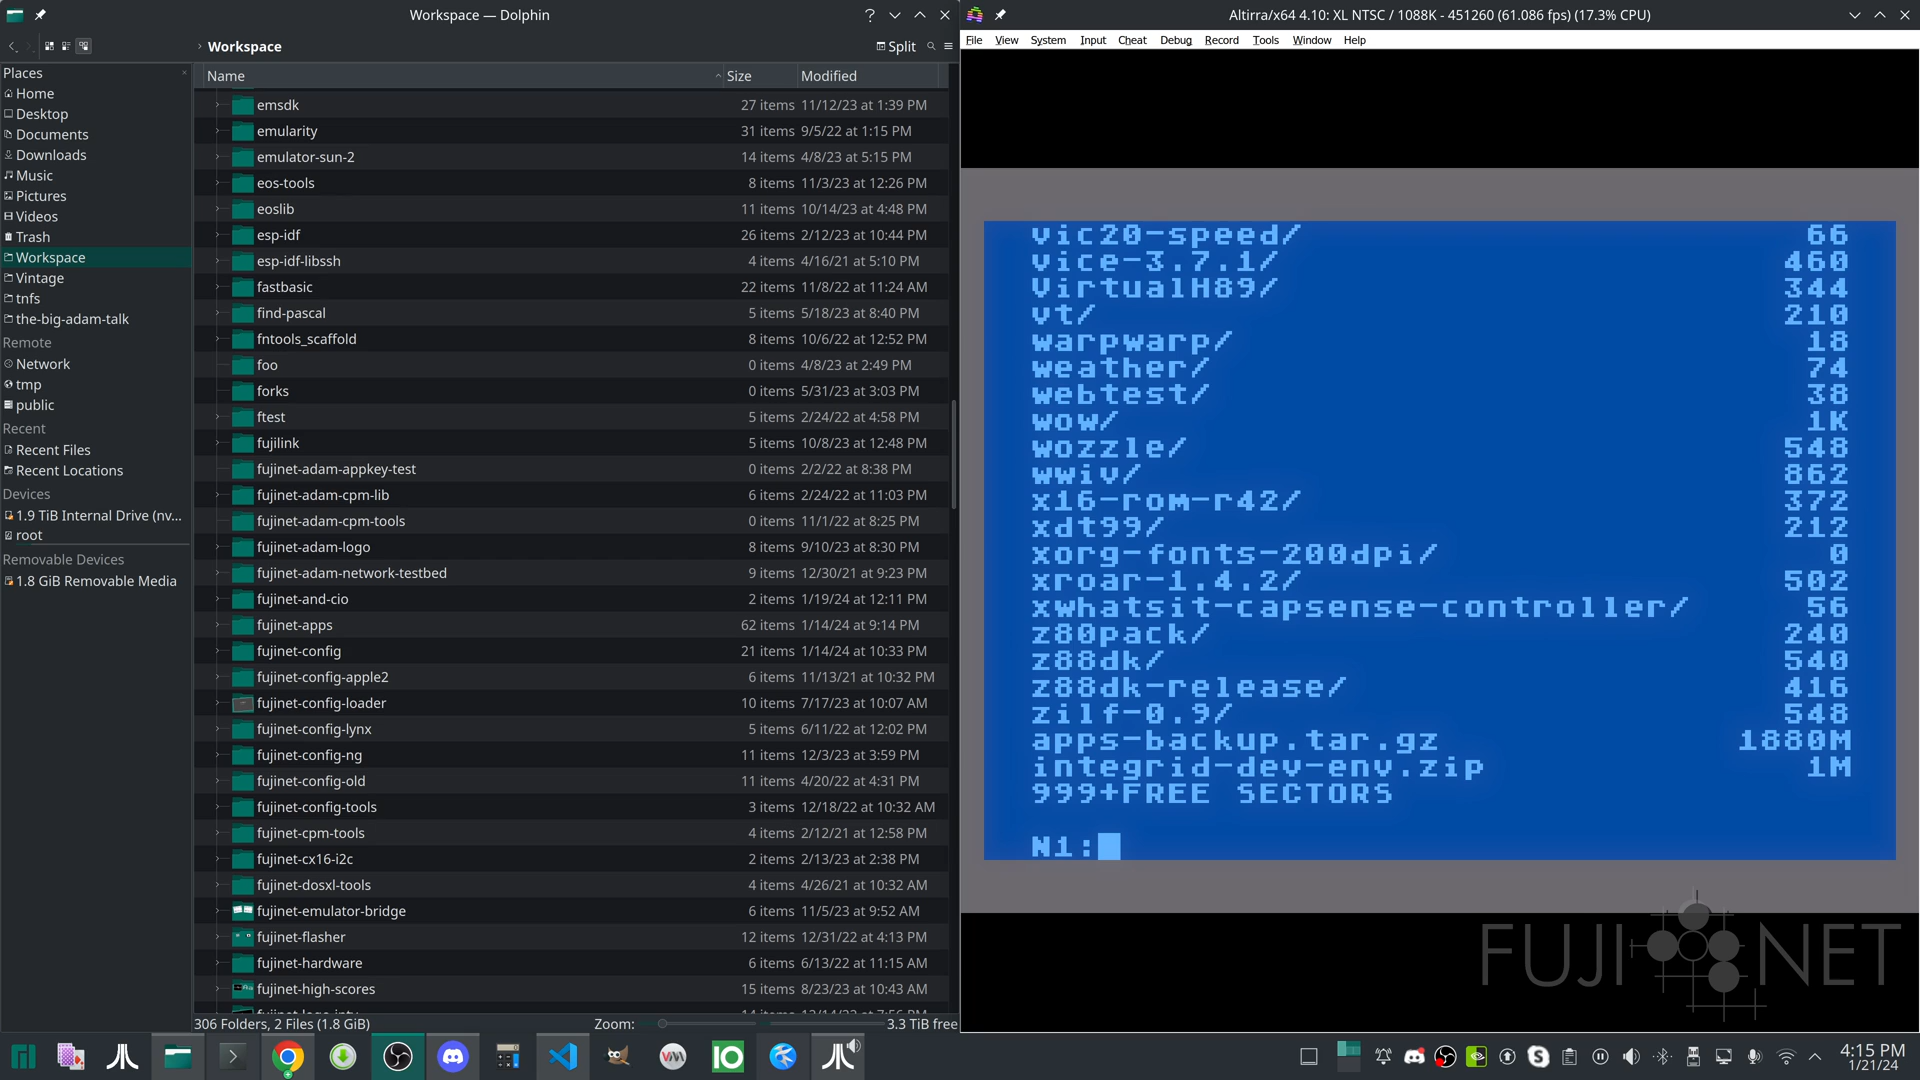 Workspace — Dolphin
Workspace
Split
Places
Home
Desktop
Documents
Downloads
Music
Pictures
Videos
Trash
Workspace
Vintage
tnfs
the-big-adam-talk
Remote
Network
tmp
public
Recent
Recent Files
Recent Locations
Devices
1.9 TiB Internal Drive (nv...
root
Removable Devices
1.8 GiB Removable Media
Name Size Modified
emsdk 27 items 11/12/23 at 1:39 PM
emularity 31 items 9/5/22 at 1:15 PM
emulator-sun-2 14 items 4/8/23 at 5:15 PM
eos-tools 8 items 11/3/23 at 12:26 PM
eoslib 11 items 10/14/23 at 4:48 PM
esp-idf 26 items 2/12/23 at 10:44 PM
esp-idf-libssh 4 items 4/16/21 at 5:10 PM
fastbasic 22 items 11/8/22 at 11:24 AM
find-pascal 5 items 5/18/23 at 8:40 PM
fntools_scaffold 8 items 10/6/22 at 12:52 PM
foo 0 items 4/8/23 at 2:49 PM
forks 0 items 5/31/23 at 3:03 PM
ftest 5 items 2/24/22 at 4:58 PM
fujilink 5 items 10/8/23 at 12:48 PM
fujinet-adam-appkey-test 0 items 2/2/22 at 8:38 PM
fujinet-adam-cpm-lib 6 items 2/24/22 at 11:03 PM
fujinet-adam-cpm-tools 0 items 11/1/22 at 8:25 PM
fujinet-adam-logo 8 items 9/10/23 at 8:30 PM
fujinet-adam-network-testbed 9 items 12/30/21 at 9:23 PM
fujinet-and-cio 2 items 1/19/24 at 12:11 PM
fujinet-apps 62 items 1/14/24 at 9:14 PM
fujinet-config 21 items 1/14/24 at 10:33 PM
fujinet-config-apple2 6 items 11/13/21 at 10:32 PM
fujinet-config-loader 10 items 7/17/23 at 10:07 AM
fujinet-config-lynx 5 items 6/11/22 at 12:02 PM
fujinet-config-ng 11 items 12/3/23 at 3:59 PM
fujinet-config-old 11 items 4/20/22 at 4:31 PM
fujinet-config-tools 3 items 12/18/22 at 10:32 AM
fujinet-cpm-tools 4 items 2/12/21 at 12:58 PM
fujinet-cx16-i2c 2 items 2/13/23 at 2:38 PM
fujinet-dosxl-tools 4 items 4/26/21 at 10:32 AM
fujinet-emulator-bridge 6 items 11/5/23 at 9:52 AM
fujinet-flasher 12 items 12/31/22 at 4:13 PM
fujinet-hardware 6 items 6/13/22 at 11:15 AM
fujinet-high-scores 15 items 8/23/23 at 10:43 AM
306 Folders, 2 Files (1.8 GiB) Zoom: 3.3 TiB free
Altirra/x64 4.10: XL NTSC / 1088K - 451260 (61.086 fps) (17.3% CPU)
File View System Input Cheat Debug Record Tools Window Help
vic20-speed/ 66
vice-3.7.1/ 460
VirtualH89/ 344
vt/ 210
warpwarp/ 18
weather/ 74
webtest/ 38
wow/ 1K
wozzle/ 548
wwiv/ 862
x16-rom-r42/ 372
xdt99/ 212
xorg-fonts-200dpi/ 0
xroar-1.4.2/ 502
xwhatsit-capsense-controller/ 56
z80pack/ 240
z88dk/ 540
z88dk-release/ 416
zilf-0.9/ 548
apps-backup.tar.gz 1880M
integrid-dev-env.zip 1M
999+FREE SECTORS
N1:
FUJI NET
4:15 PM
1/21/24